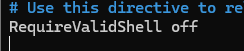 # Use this directive to re
RequireValidShell off